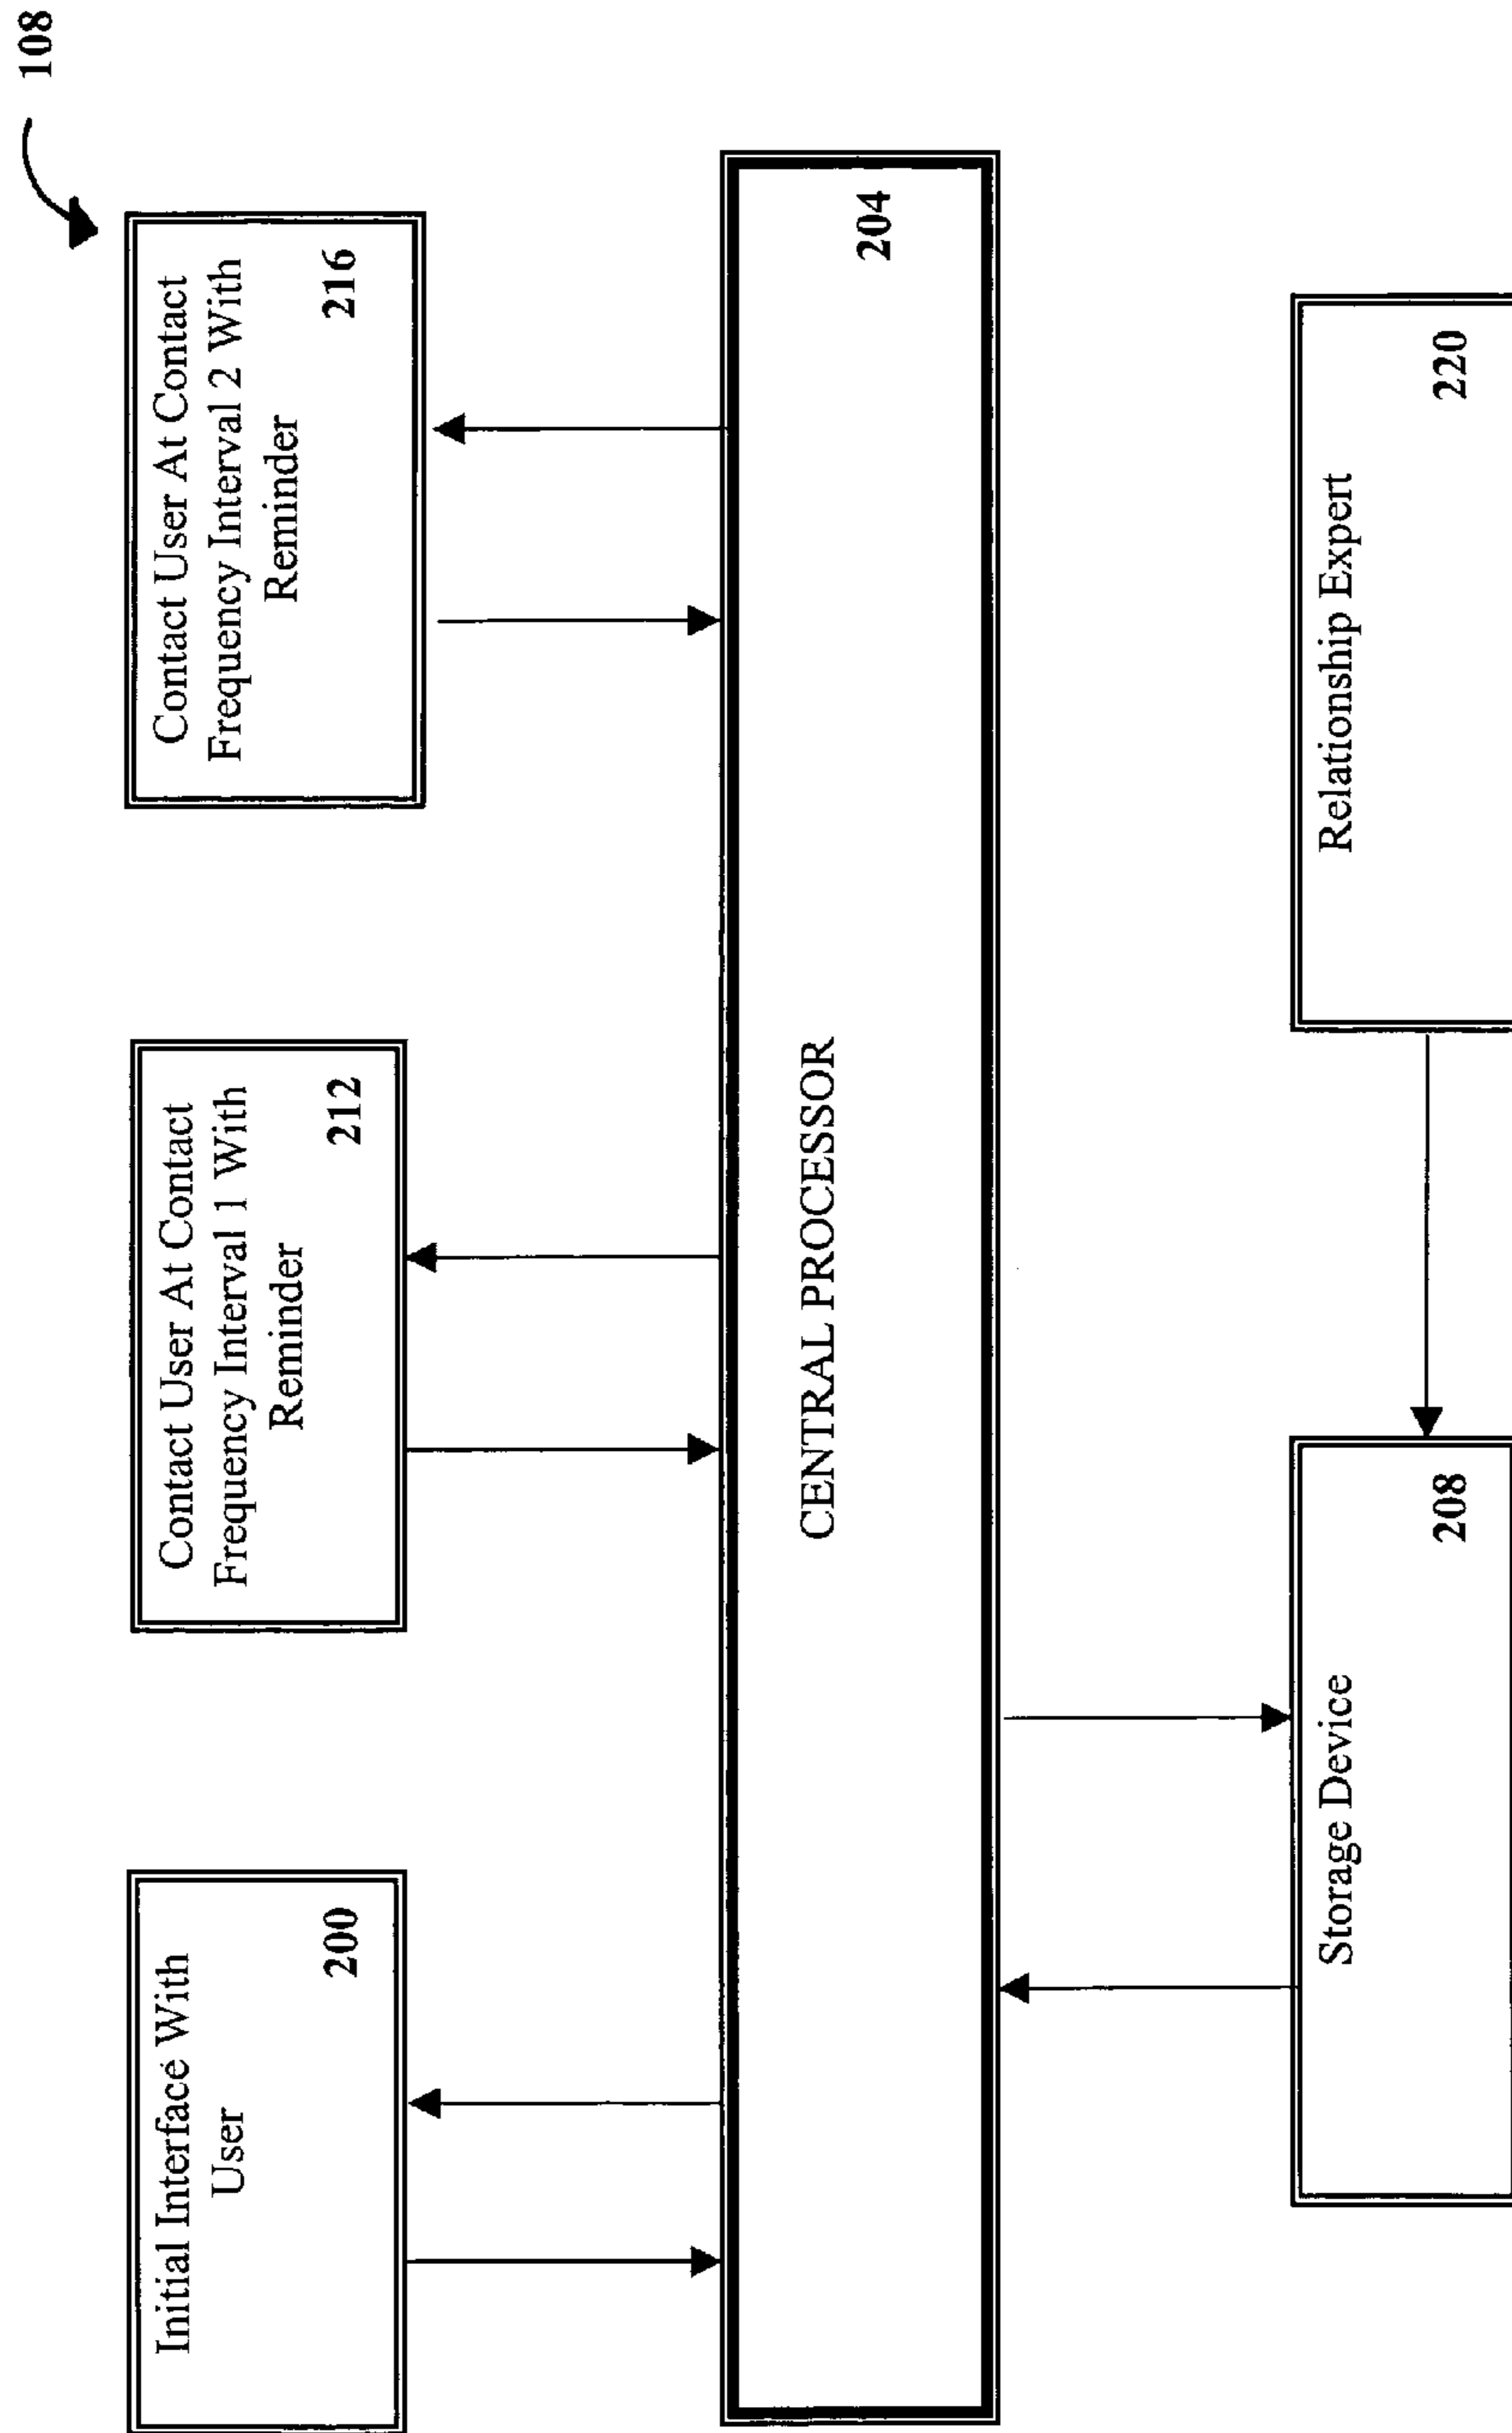 108
Initial Interface With
User
200
Contact User At Contact
Frequency Interval 1 With
Reminder
212
Contact User At Contact
Frequency Interval 2 With
Reminder
216
CENTRAL PROCESSOR
204
Storage Device
208
Relationship Expert
220